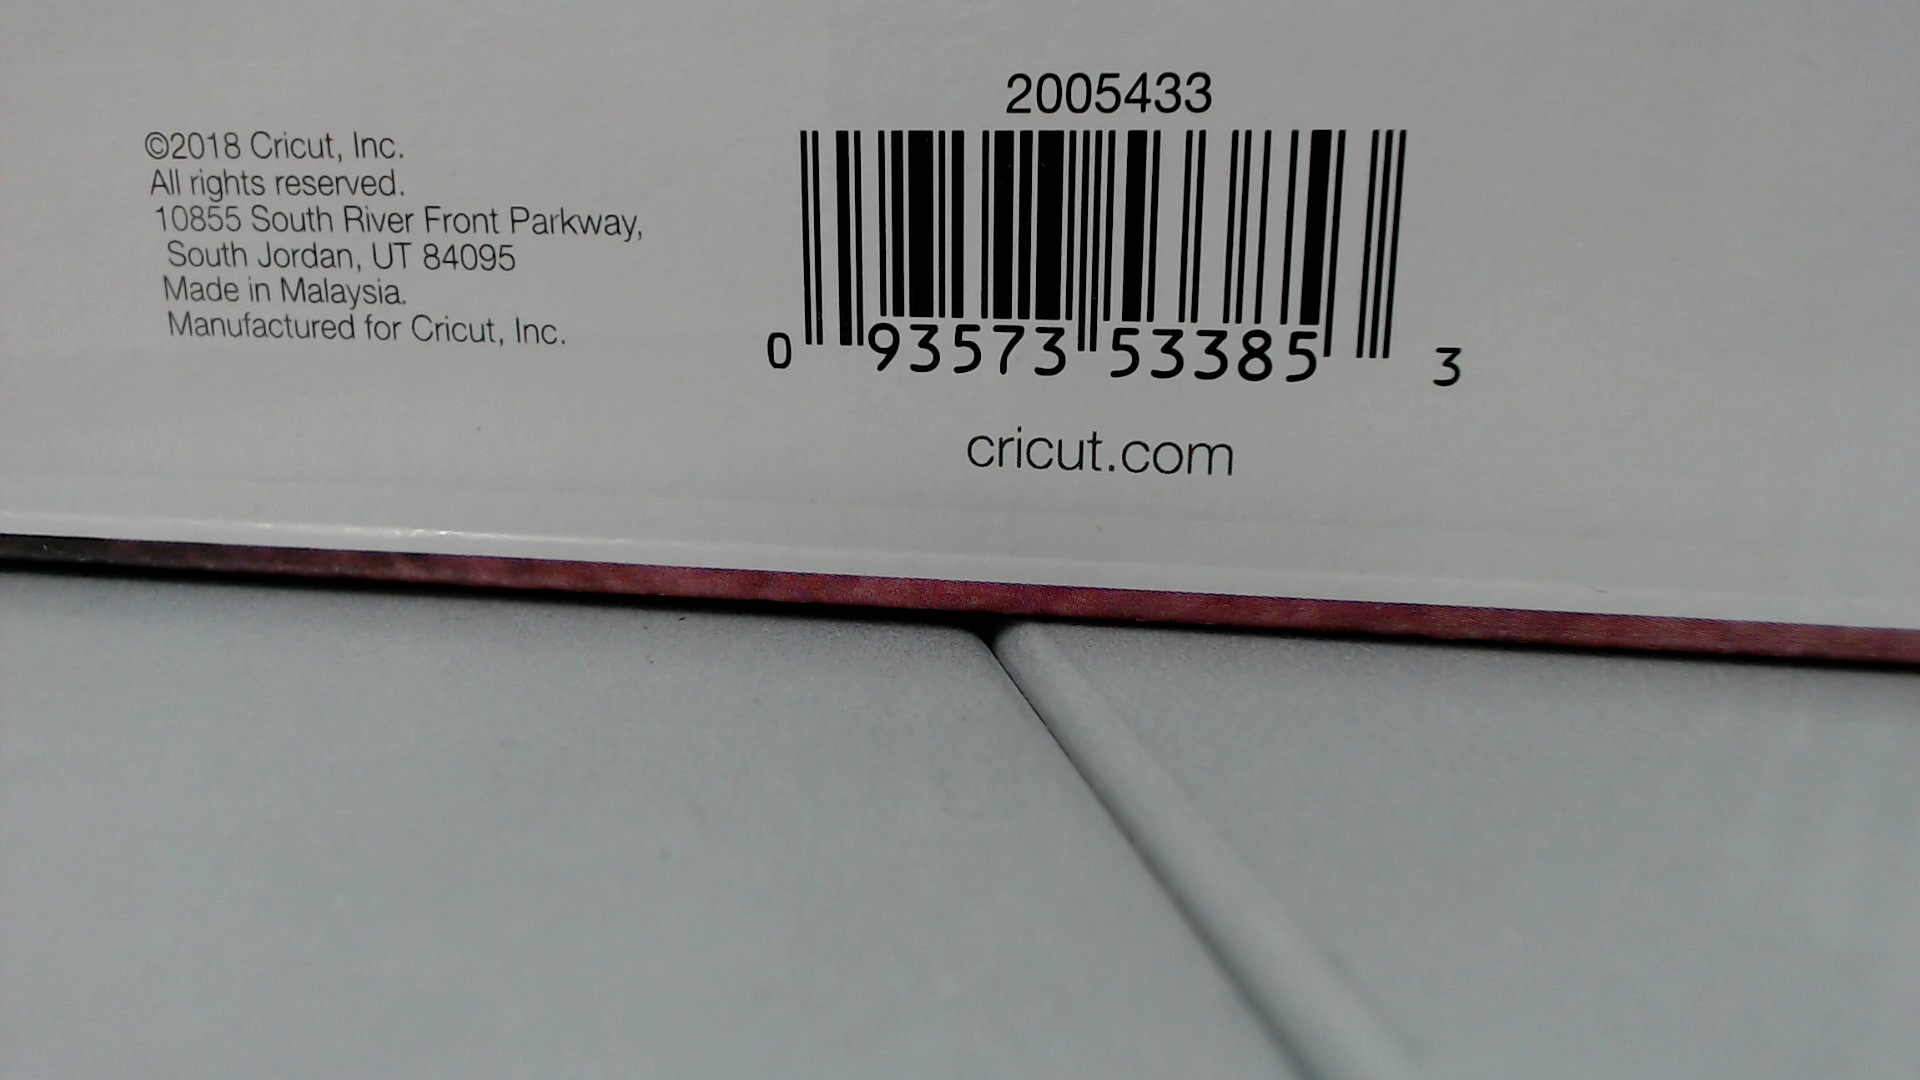 ©2018 Cricut, Inc.
All rights reserved.
10855 South River Front Parkway,
South Jordan, UT 84095
Made in Malaysia.
Manufactured for Cricut, Inc.
2005433
0 93573 53385 3
cricut.com